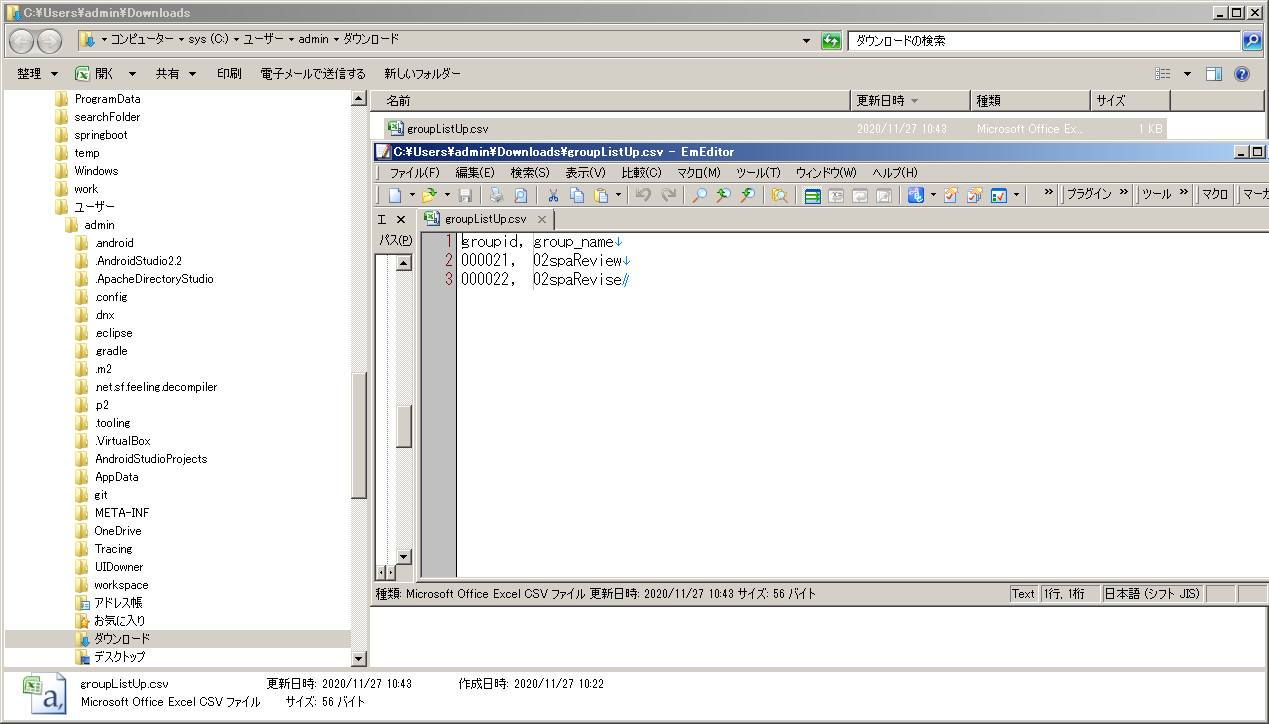 C:¥Users¥admin¥Downloads
コンピューター sys (C:) ユーザー admin ダウンロード
ダウンロードの検索
整理 開く 共有 印刷 電子メールで送信する 新しいフォルダー
名前 更新日時 種類 サイズ
groupListUp.csv 2020/11/27 10:43 Microsoft Office Ex... 1 KB
ProgramData
searchFolder
springboot
temp
Windows
work
ユーザー
admin
.android
.AndroidStudio2.2
.ApacheDirectoryStudio
.config
.dnx
.eclipse
.gradle
.m2
.net.sf.feeling.decompiler
.p2
.tooling
.VirtualBox
AndroidStudioProjects
AppData
git
META-INF
OneDrive
Tracing
UIDowner
workspace
アドレス帳
お気に入り
ダウンロード
デスクトップ
C:¥Users¥admin¥Downloads¥groupListUp.csv - EmEditor
ファイル(F) 編集(E) 検索(S) 表示(V) 比較(C) マクロ(M) ツール(T) ウィンドウ(W) ヘルプ(H)
プラグイン ツール マクロ マーカ
エ groupListUp.csv
パス(P)
1 groupid, group_name↓
2 000021, 02spaReview↓
3 000022, 02spaRevise
種類: Microsoft Office Excel CSV ファイル 更新日時: 2020/11/27 10:43 サイズ: 56 バイト
Text 1行, 1桁 日本語 (シフト JIS)
groupListUp.csv 更新日時: 2020/11/27 10:43 作成日時: 2020/11/27 10:22
Microsoft Office Excel CSV ファイル サイズ: 56 バイト